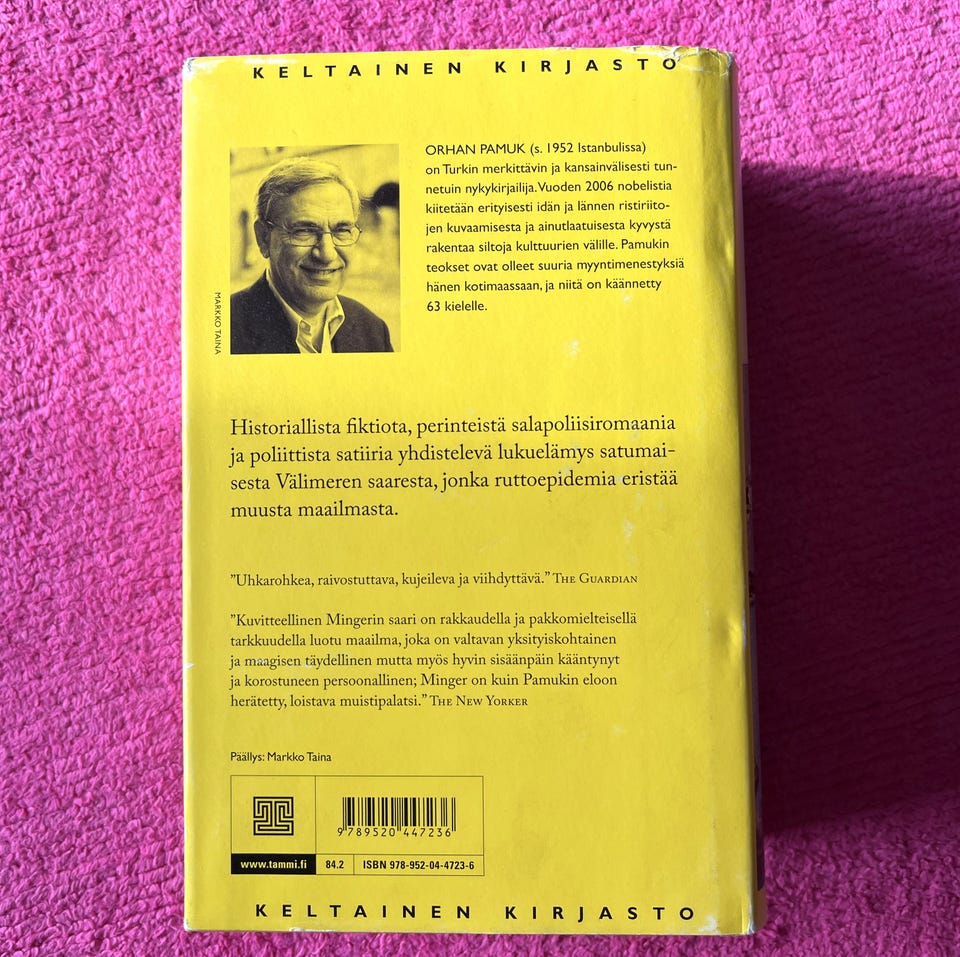 KELTAINEN KIRJASTO
ORHAN PAMUK (s. 1952 Istanbulissa)
on Turkin merkittävin ja kansainvälisesti tun-
netuin nykykirjailija. Vuoden 2006 nobelistia
kiitetään erityisesti idän ja lännen ristiriito-
jen kuvaamisesta ja ainutlaatuisesta kyvystä
rakentaa siltoja kulttuurien välille. Pamukin
teokset ovat olleet suuria myyntimenestyksiä
hänen kotimaassaan, ja niitä on käännetty
63 kielelle.
MARKKO TAINA
Historiallista fiktiota, perinteistä salapoliisiromaania
ja poliittista satiiria yhdistelevä lukuelämys satumai-
sesta Välimeren saaresta, jonka ruttoepidemia eristää
muusta maailmasta.
”Uhkarohkea, raivostuttava, kujeileva ja viihdyttävä.” THE GUARDIAN
”Kuvitteellinen Mingerin saari on rakkaudella ja pakkomielteisellä
tarkkuudella luotu maailma, joka on valtavan yksityiskohtainen
ja maagisen täydellinen mutta myös hyvin sisäänpäin kääntynyt
ja korostuneen persoonallinen; Minger on kuin Pamukin eloon
herätetty, loistava muistipalatsi.” THE NEW YORKER
Päällys: Markko Taina
9 789520 447236
www.tammi.fi 84.2 ISBN 978-952-04-4723-6
KELTAINEN KIRJASTO